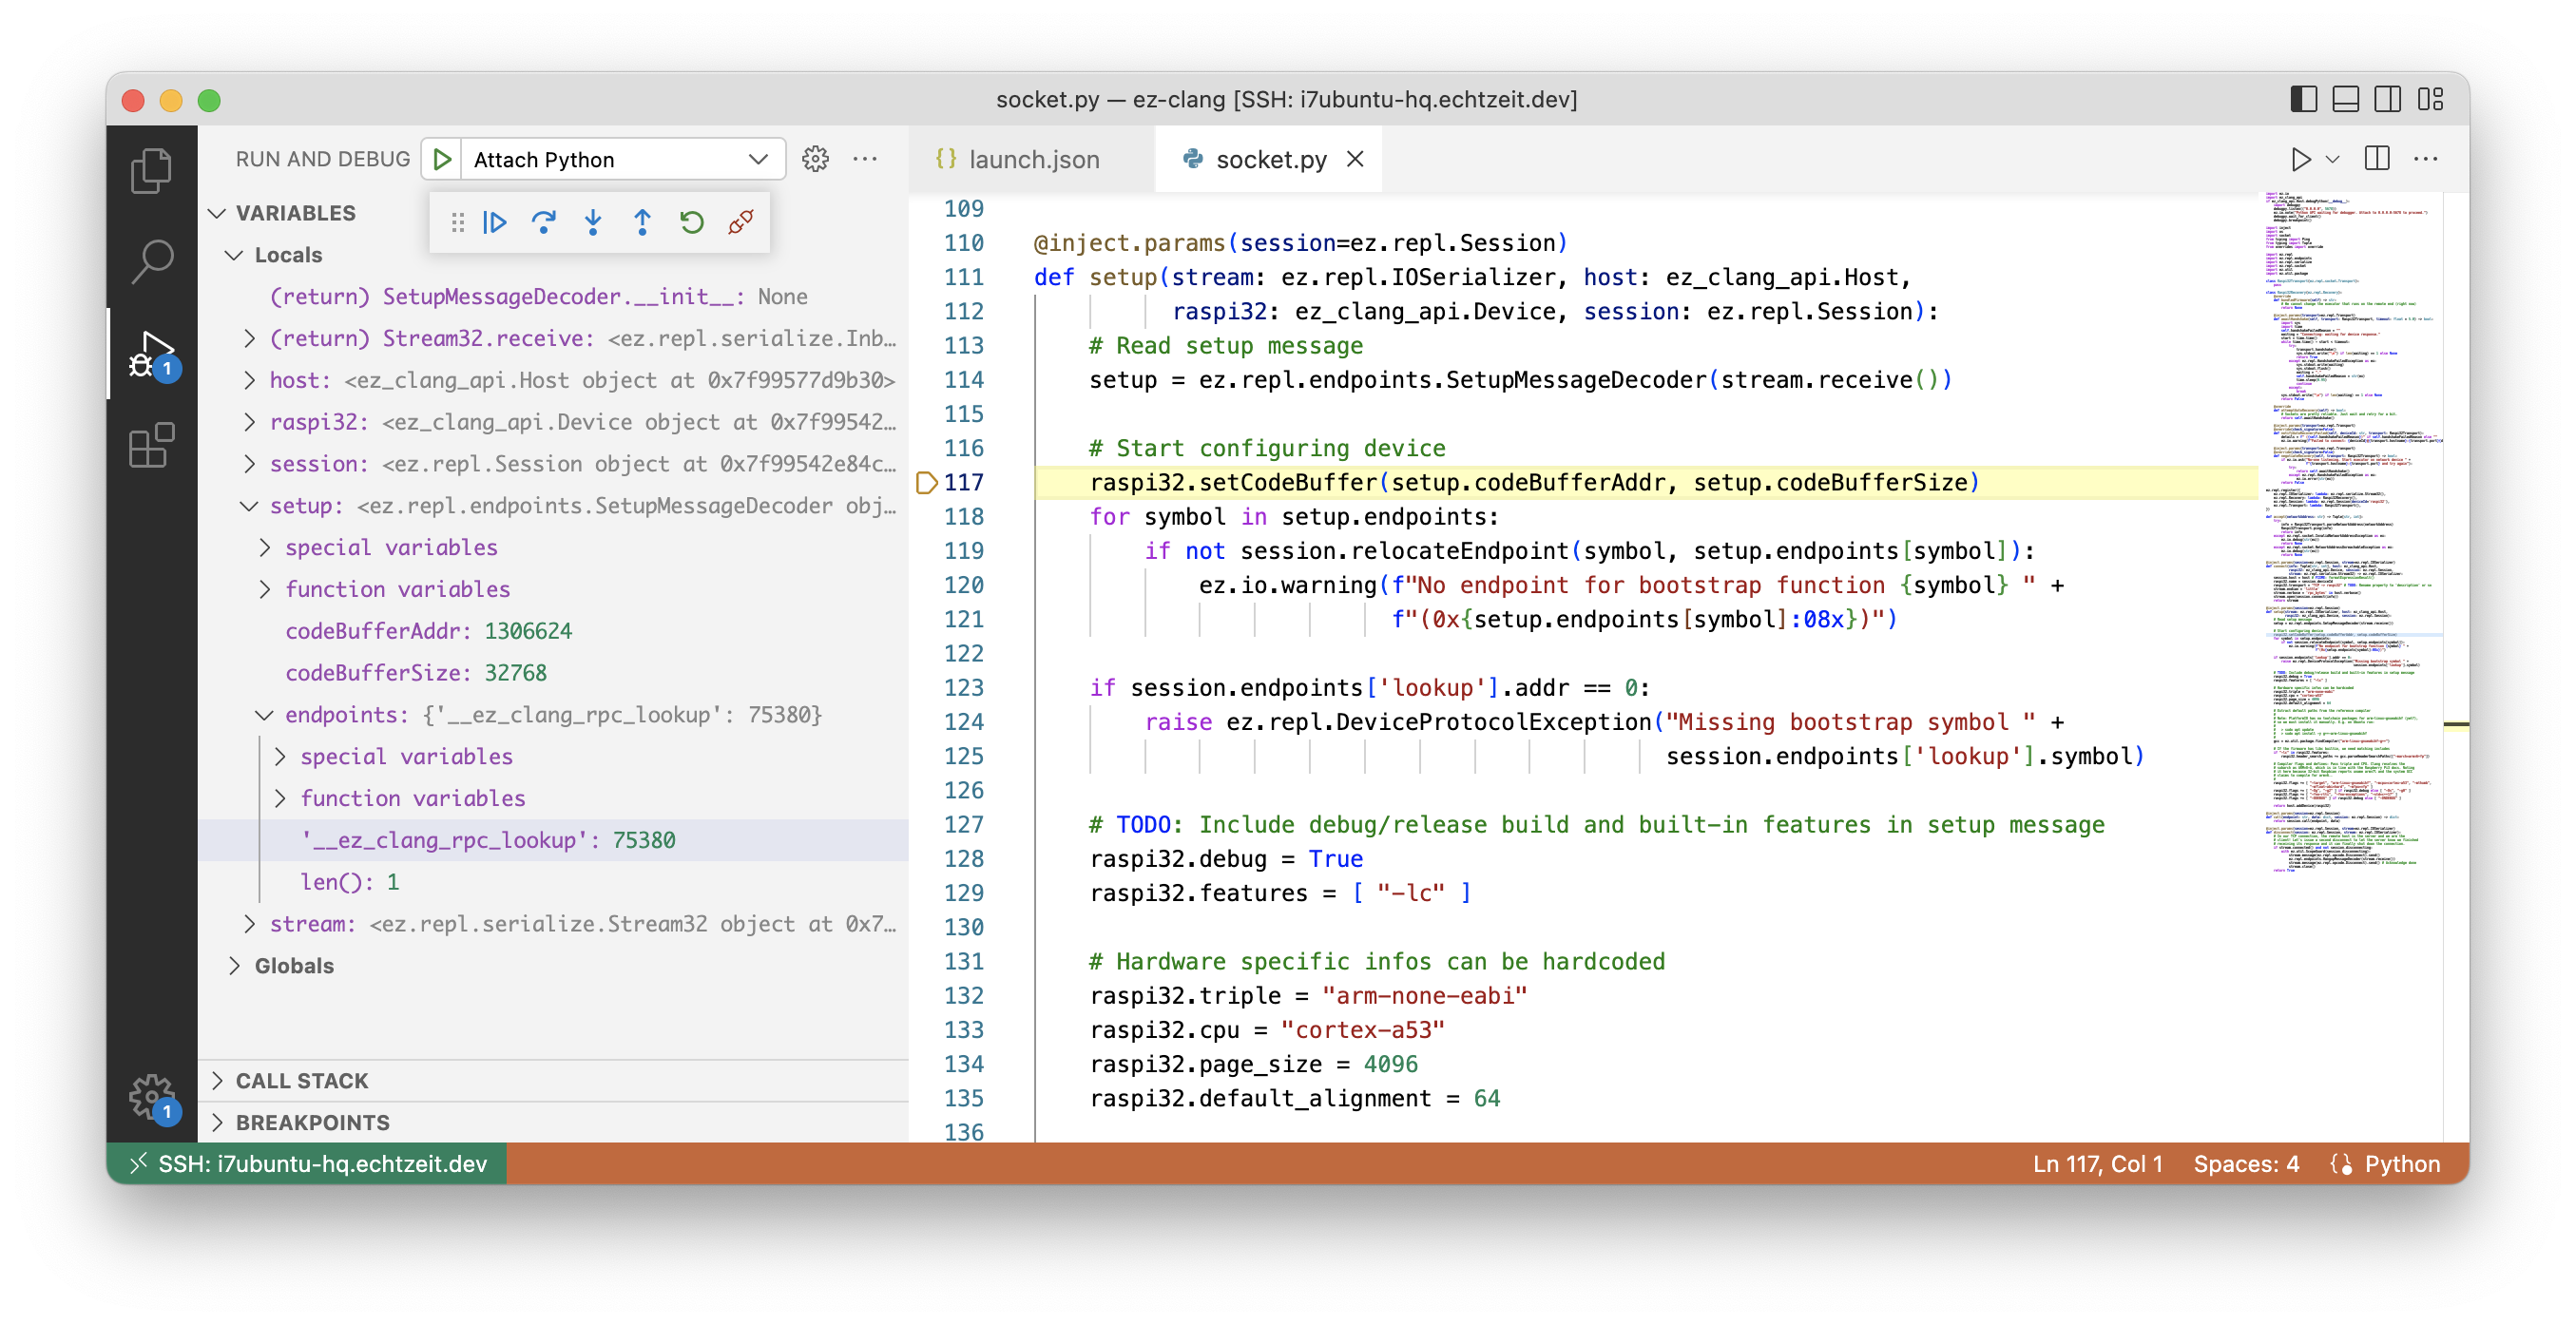 socket.py — ez-clang [SSH: i7ubuntu-hq.echtzeit.dev]
RUN AND DEBUG
Attach Python
VARIABLES
Locals
(return) SetupMessageDecoder.__init__: None
(return) Stream32.receive: <ez.repl.serialize.Inb…
host: <ez_clang_api.Host object at 0x7f99577d9b30>
raspi32: <ez_clang_api.Device object at 0x7f99542…
session: <ez.repl.Session object at 0x7f99542e84c…
setup: <ez.repl.endpoints.SetupMessageDecoder obj…
special variables
function variables
codeBufferAddr: 1306624
codeBufferSize: 32768
endpoints: {'__ez_clang_rpc_lookup': 75380}
special variables
function variables
'__ez_clang_rpc_lookup': 75380
len(): 1
stream: <ez.repl.serialize.Stream32 object at 0x7…
Globals
CALL STACK
BREAKPOINTS
1
1
{} launch.json
socket.py
109
110 @inject.params(session=ez.repl.Session)
111 def setup(stream: ez.repl.IOSerializer, host: ez_clang_api.Host,
112 raspi32: ez_clang_api.Device, session: ez.repl.Session):
113 # Read setup message
114 setup = ez.repl.endpoints.SetupMessageDecoder(stream.receive())
115
116 # Start configuring device
117 raspi32.setCodeBuffer(setup.codeBufferAddr, setup.codeBufferSize)
118 for symbol in setup.endpoints:
119 if not session.relocateEndpoint(symbol, setup.endpoints[symbol]):
120 ez.io.warning(f"No endpoint for bootstrap function {symbol} " +
121 f"(0x{setup.endpoints[symbol]:08x})")
122
123 if session.endpoints['lookup'].addr == 0:
124 raise ez.repl.DeviceProtocolException("Missing bootstrap symbol " +
125 session.endpoints['lookup'].symbol)
126
127 # TODO: Include debug/release build and built-in features in setup message
128 raspi32.debug = True
129 raspi32.features = [ "-lc" ]
130
131 # Hardware specific infos can be hardcoded
132 raspi32.triple = "arm-none-eabi"
133 raspi32.cpu = "cortex-a53"
134 raspi32.page_size = 4096
135 raspi32.default_alignment = 64
136
SSH: i7ubuntu-hq.echtzeit.dev
Ln 117, Col 1
Spaces: 4
Python